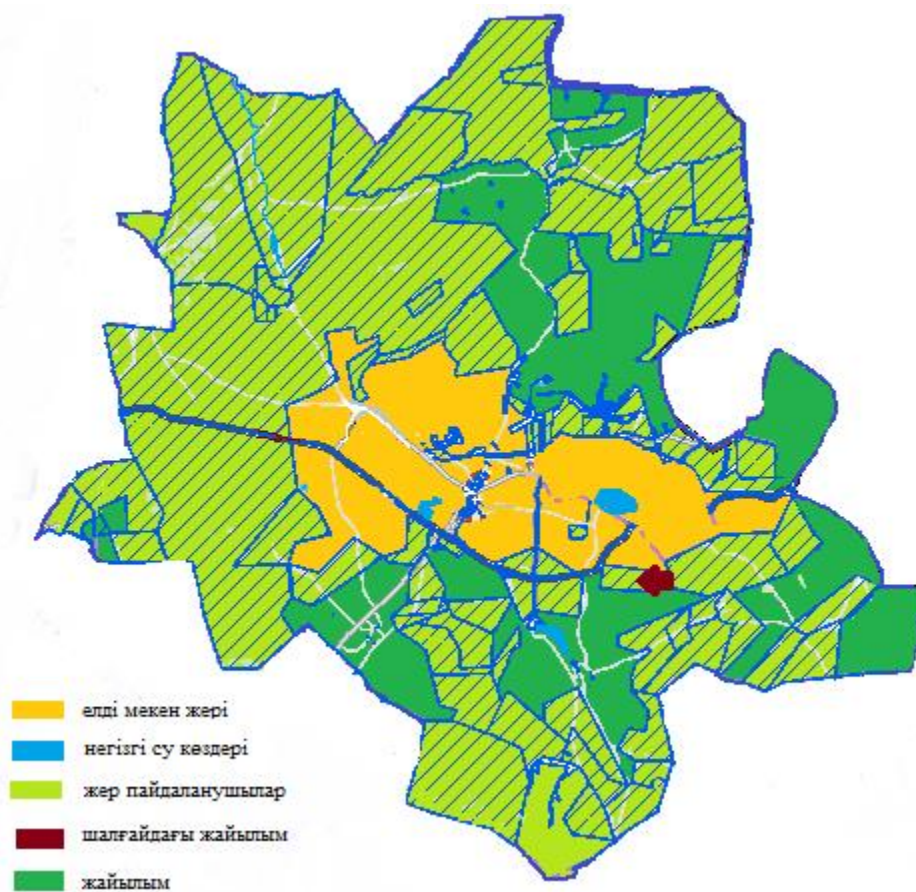 елді мекен жері
негізгі су көздері
жер пайдаланушылар
шалғайдағы жайылым
жайылым